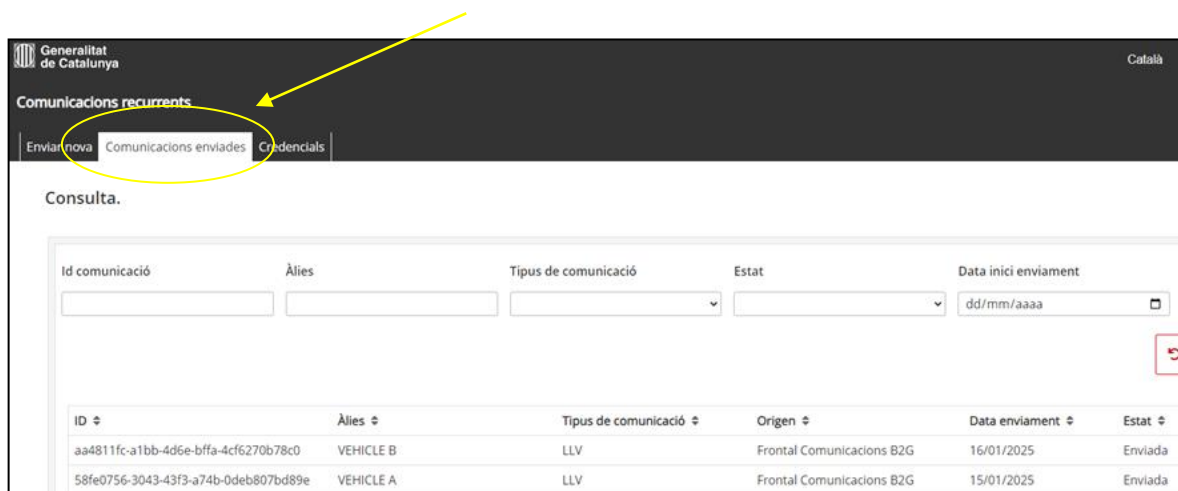 Generalitat
de Catalunya
Català
Comunicacions recurrents
Enviar nova Comunicacions enviades Credencials
Consulta.
Id comunicació Àlies Tipus de comunicació Estat Data inici enviament
dd/mm/aaaa
ID Àlies Tipus de comunicació Origen Data enviament Estat
aa4811fc-a1bb-4d6e-bffa-4cf6270b78c0 VEHICLE B LLV Frontal Comunicacions B2G 16/01/2025 Enviada
58fe0756-3043-43f3-a74b-0deb807bd89e VEHICLE A LLV Frontal Comunicacions B2G 15/01/2025 Enviada